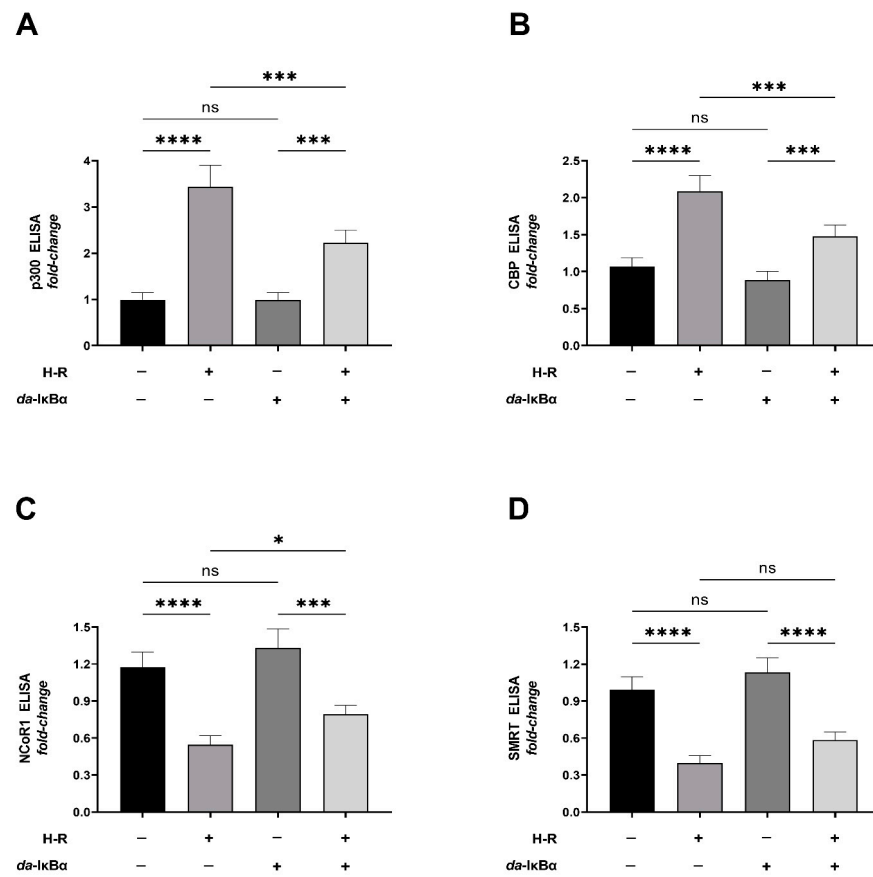 A
***
ns
**** ***
p300 ELISA
fold-change
4
3
2
1
0
H-R – + – +
da-IκBα – – + +
B
***
ns
**** ***
CBP ELISA
fold-change
2.5
2.0
1.5
1.0
0.5
0.0
H-R – + – +
da-IκBα – – + +
C
*
ns
**** ***
NCoR1 ELISA
fold-change
1.5
1.2
0.9
0.6
0.3
0.0
H-R – + – +
da-IκBα – – + +
D
ns
ns
**** ****
SMRT ELISA
fold-change
1.5
1.2
0.9
0.6
0.3
0.0
H-R – + – +
da-IκBα – – + +